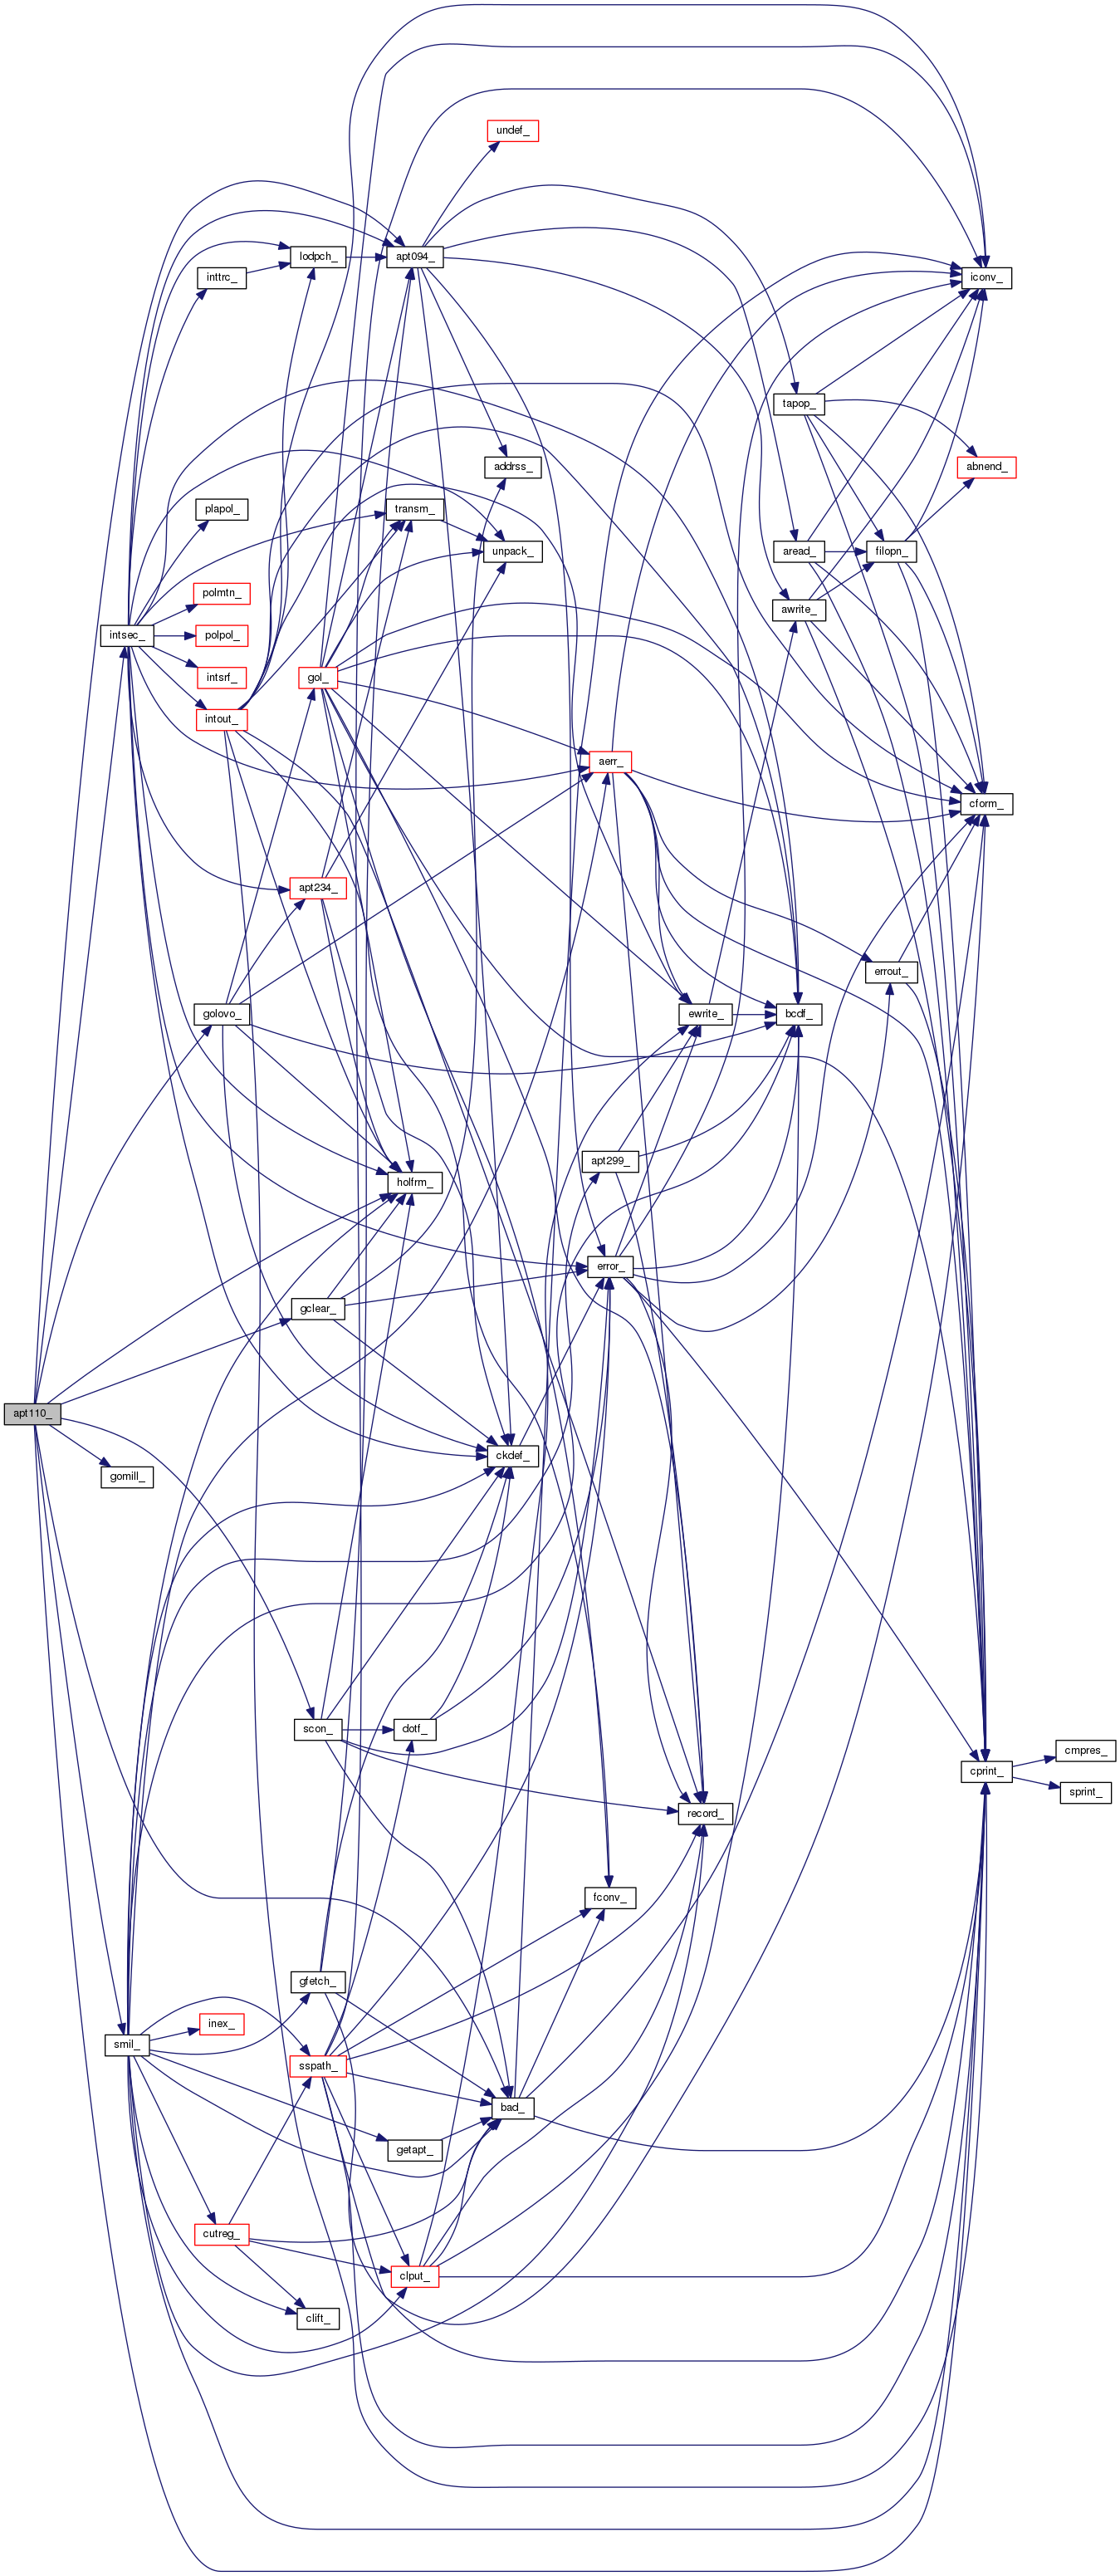 undef_
lodpch_
apt094_
inttrc_
iconv_
tapop_
addrss_
abnend_
plapol_
transm_
unpack_
aread_
filopn_
polmtn_
awrite_
intsec_
polpol_
intsrf_
gol_
intout_
aerr_
cform_
apt234_
errout_
golovo_
ewrite_
bcdf_
apt299_
holfrm_
error_
gclear_
apt110_
ckdef_
gomill_
scon_
dotf_
cmpres_
cprint_
sprint_
record_
fconv_
gfetch_
inex_
smil_
sspath_
bad_
getapt_
cutreg_
clput_
clift_